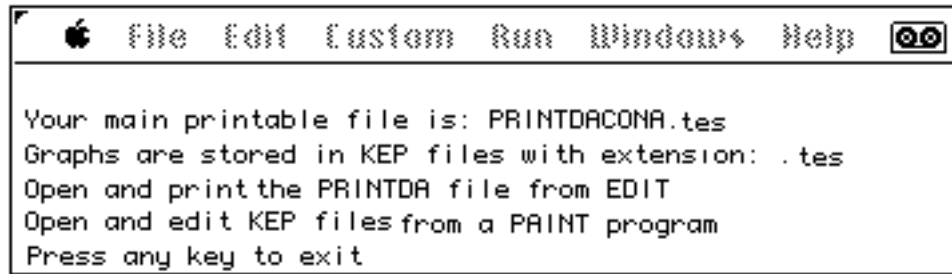 File Edit Custom Run Windows Help
Your main printable file is: PRINTDACONA.tes
Graphs are stored in KEP files with extension: .tes
Open and print the PRINTDA file from EDIT
Open and edit KEP files from a PAINT program
Press any key to exit